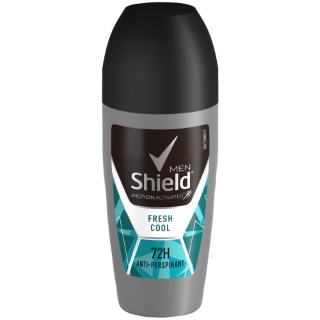 MEN
Shield
MOTIONACTIVATED
FRESH
COOL
72H
ANTI-PERSPIRANT